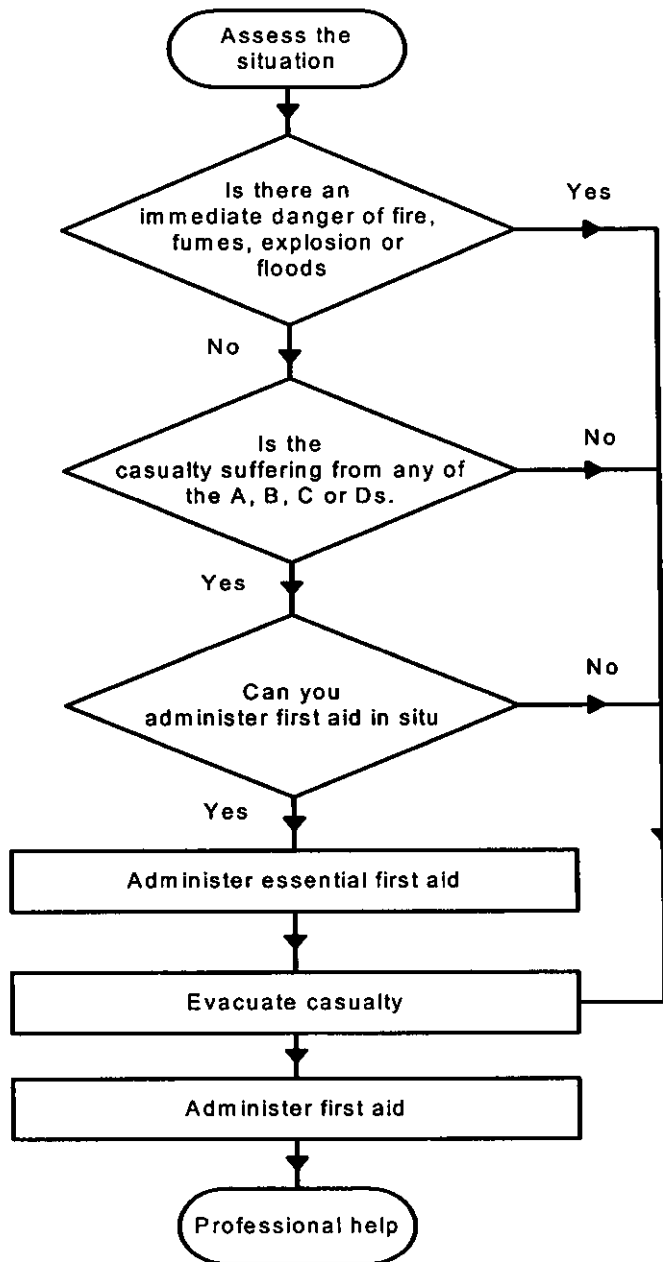 Assess the
situation
Is there an
immediate danger of fire,
fumes, explosion or
floods
Yes
No
Is the
casualty suffering from any of
the A, B, C or Ds.
No
Yes
Can you
administer first aid in situ
No
Yes
Administer essential first aid
Evacuate casualty
Administer first aid
Professional help